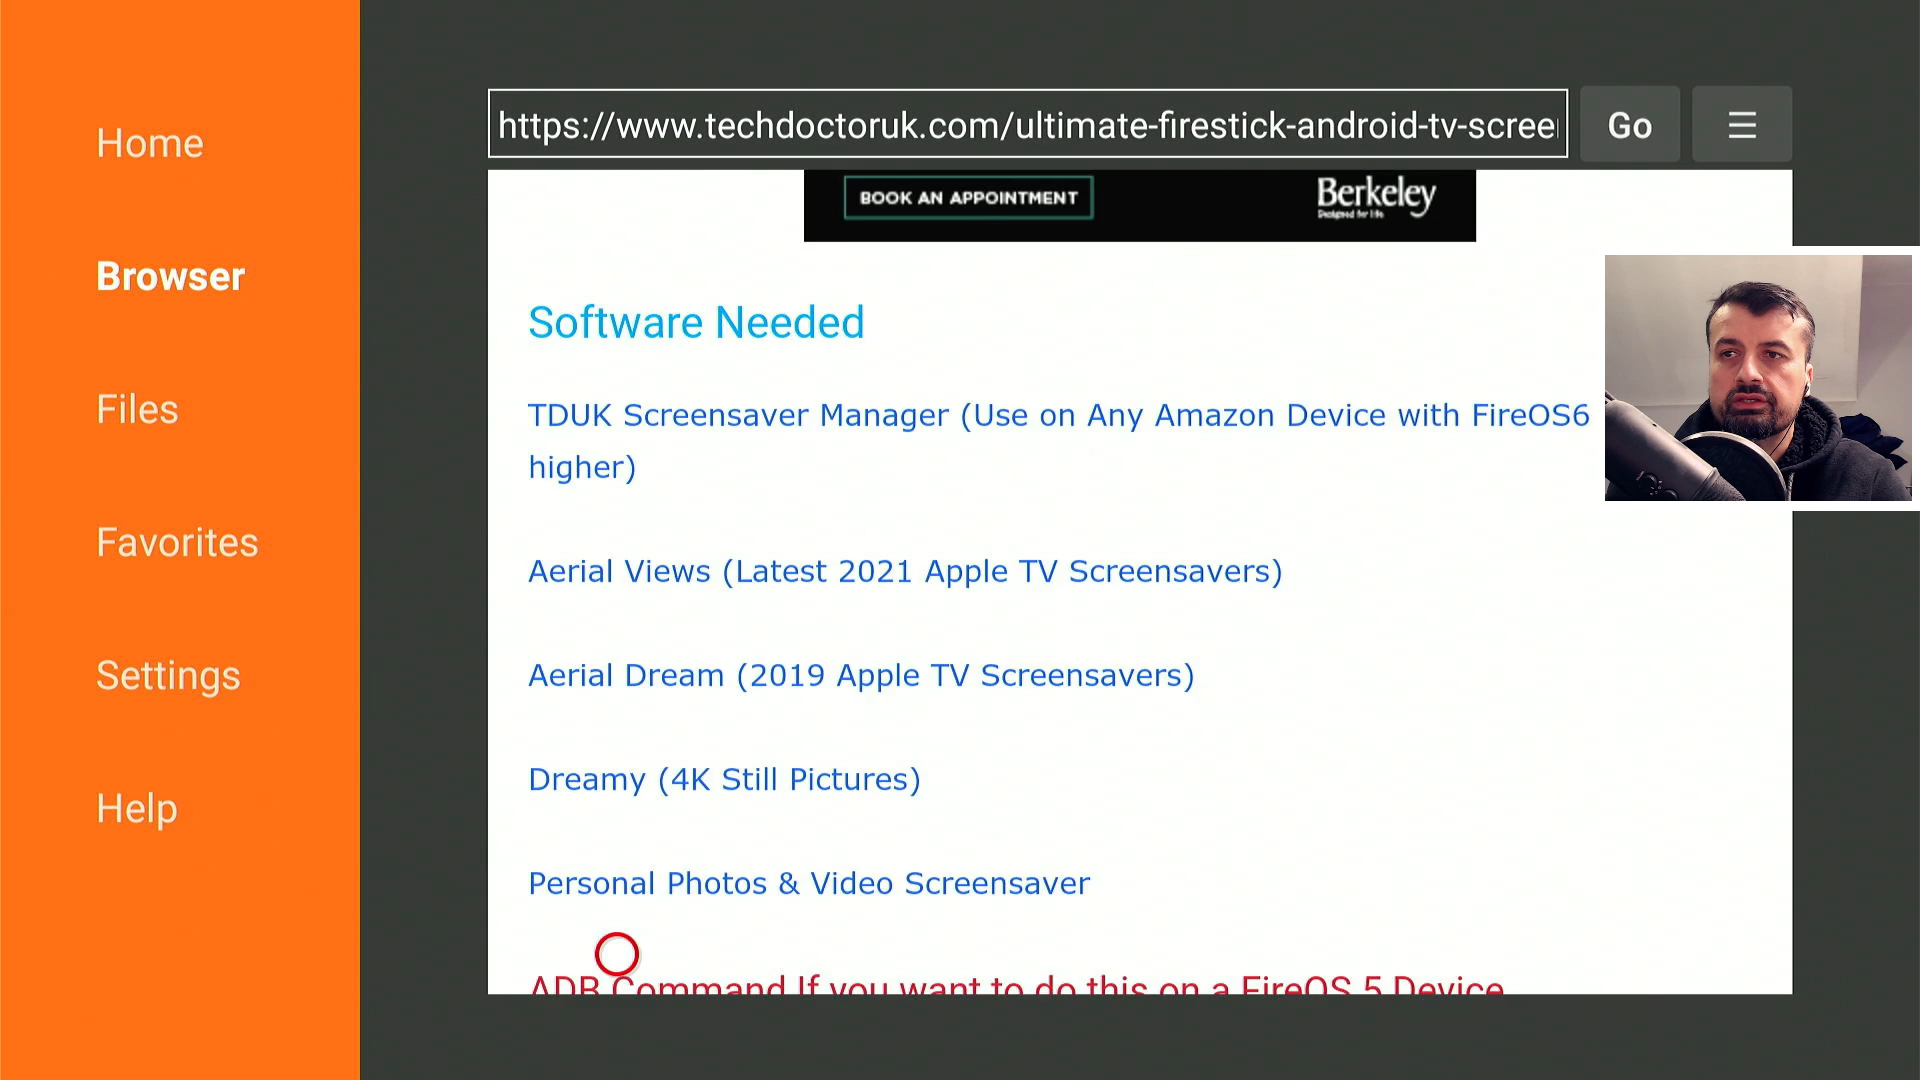 Home
Browser
Files
Favorites
Settings
Help
https://www.techdoctoruk.com/ultimate-firestick-android-tv-scree
Go
BOOK AN APPOINTMENT
Berkeley
Designed for life
Software Needed
TDUK Screensaver Manager (Use on Any Amazon Device with FireOS6
higher)
Aerial Views (Latest 2021 Apple TV Screensavers)
Aerial Dream (2019 Apple TV Screensavers)
Dreamy (4K Still Pictures)
Personal Photos & Video Screensaver
ADB Command If you want to do this on a FireOS 5 Device